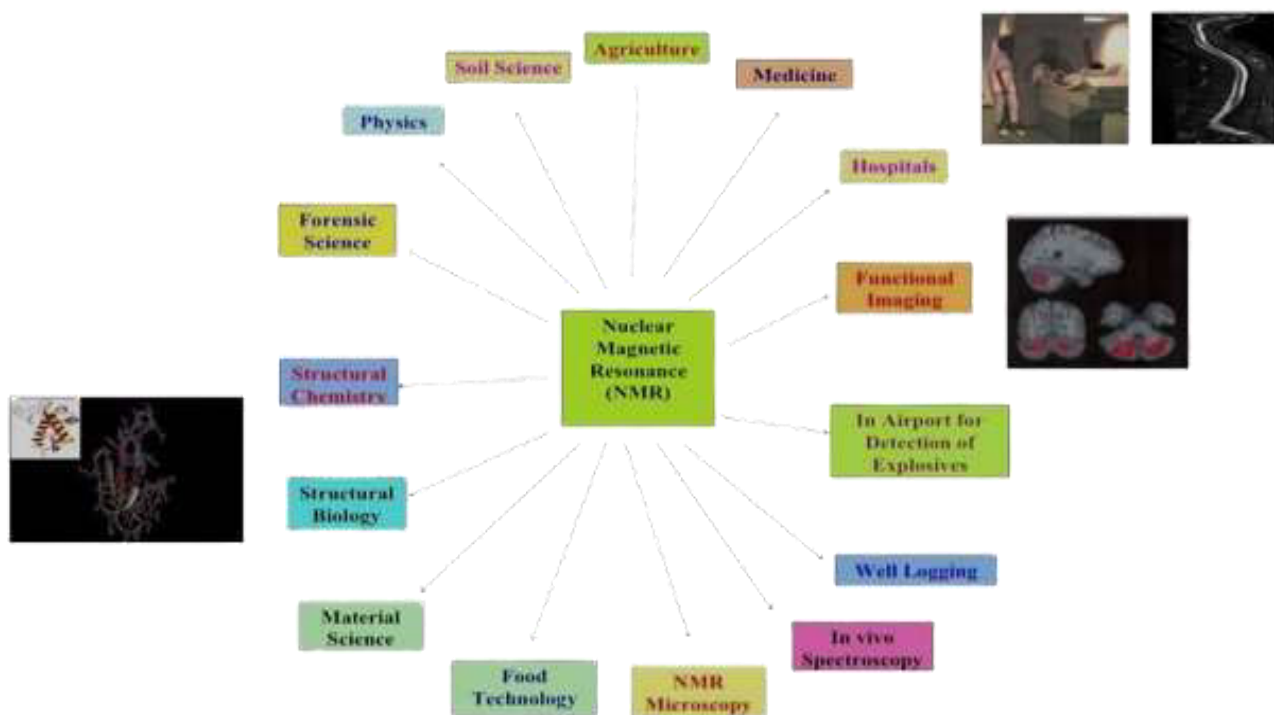 Agriculture
Soil Science
Medicine
Physics
Hospitals
Forensic
Science
Functional
Imaging
Nuclear
Magnetic
Resonance
(NMR)
Structural
Chemistry
In Airport for
Detection of
Explosives
Structural
Biology
Well Logging
Material
Science
In vivo
Spectroscopy
Food
Technology
NMR
Microscopy